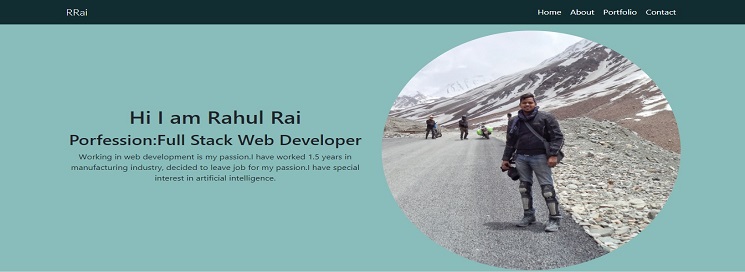 RRai
Home About Portfolio Contact
Hi I am Rahul Rai
Porfession:Full Stack Web Developer
Working in web development is my passion.I have worked 1.5 years in
manufacturing industry, decided to leave job for my passion.I have special
interest in artificial intelligence.